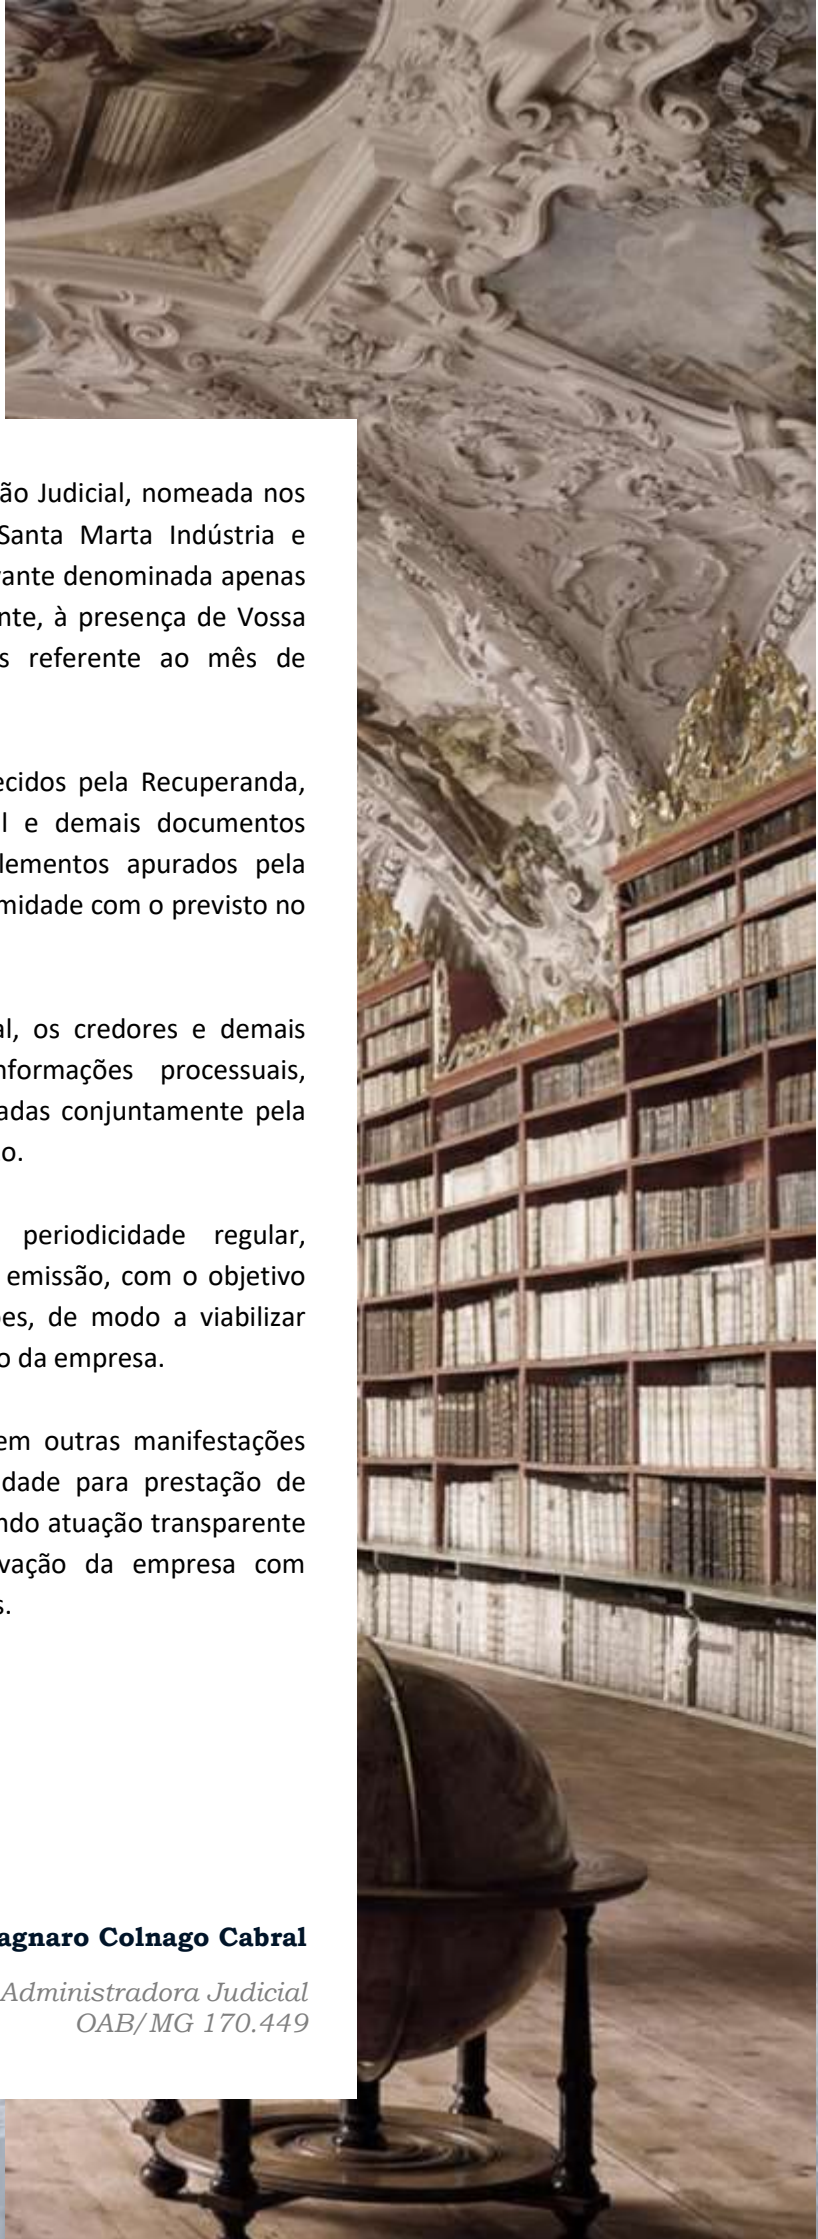 ão Judicial, nomeada nos
Santa Marta Indústria e
rante denominada apenas
nte, à presença de Vossa
s referente ao mês de
ecidos pela Recuperanda,
l e demais documentos
lementos apurados pela
midade com o previsto no
al, os credores e demais
nformações processuais,
adas conjuntamente pela
o.
periodicidade regular,
emissão, com o objetivo
es, de modo a viabilizar
o da empresa.
em outras manifestações
dade para prestação de
ndo atuação transparente
vação da empresa com
s.
agnaro Colnago Cabral
Administradora Judicial
OAB/MG 170.449